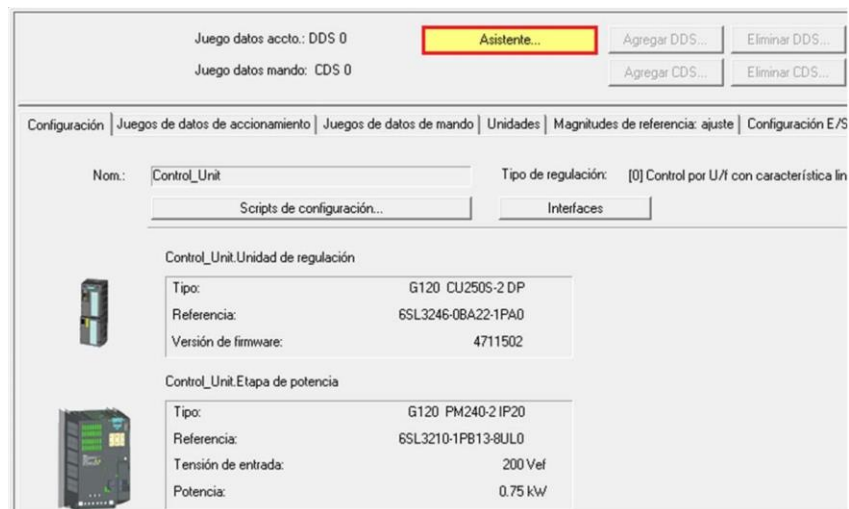 Juego datos accto.: DDS 0 Asistente... Agregar DDS... Eliminar DDS...
Juego datos mando: CDS 0 Agregar CDS... Eliminar CDS...
Configuración Juegos de datos de accionamiento Juegos de datos de mando Unidades Magnitudes de referencia: ajuste Configuración E/S
Nom.: Control_Unit Tipo de regulación: [0] Control por U/f con característica lin
Scripts de configuración... Interfaces
Control_Unit.Unidad de regulación
Tipo: G120 CU250S-2 DP
Referencia: 6SL3246-0BA22-1PA0
Versión de firmware: 4711502
Control_Unit.Etapa de potencia
Tipo: G120 PM240-2 IP20
Referencia: 6SL3210-1PB13-8UL0
Tensión de entrada: 200 Vef
Potencia: 0.75 kW